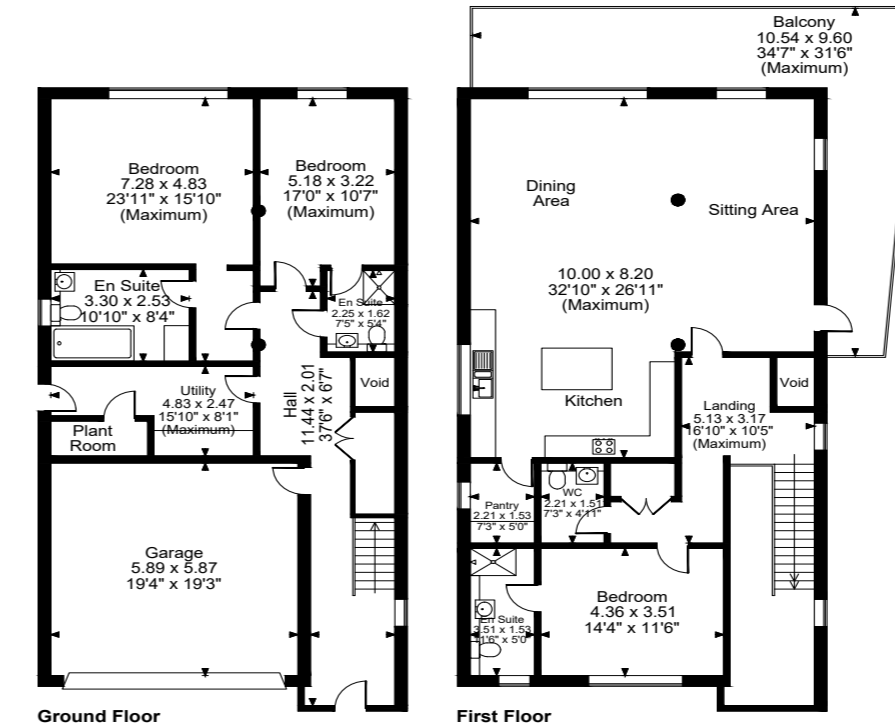 Bedroom
7.28 x 4.83
23'11" x 15'10"
(Maximum)
Bedroom
5.18 x 3.22
17'0" x 10'7"
(Maximum)
En Suite
3.30 x 2.53
10'10" x 8'4"
En Suite
2.25 x 1.62
7'5" x 5'4"
Utility
4.83 x 2.47
15'10" x 8'1"
(Maximum)
Hall
11.44 x 2.01
37'6" x 6'7"
Void
Plant
Room
Garage
5.89 x 5.87
19'4" x 19'3"
Ground Floor
Balcony
10.54 x 9.60
34'7" x 31'6"
(Maximum)
Dining
Area
Sitting Area
10.00 x 8.20
32'10" x 26'11"
(Maximum)
Kitchen
Landing
5.13 x 3.17
16'10" x 10'5"
(Maximum)
Void
Pantry
2.21 x 1.53
7'3" x 5'0"
WC
2.21 x 1.51
7'3" x 4'11"
En Suite
3.51 x 1.53
11'6" x 5'0"
Bedroom
4.36 x 3.51
14'4" x 11'6"
First Floor